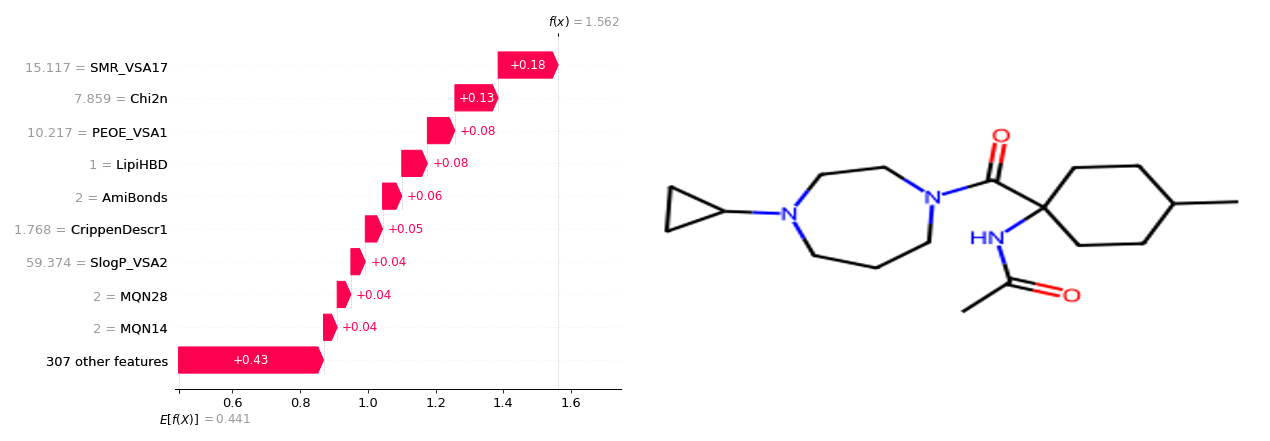 f(x) = 1.562
15.117 = SMR_VSA17 +0.18
7.859 = Chi2n +0.13
10.217 = PEOE_VSA1 +0.08
1 = LipiHBD +0.08
2 = AmiBonds +0.06
1.768 = CrippenDescr1 +0.05
59.374 = SlogP_VSA2 +0.04
2 = MQN28 +0.04
2 = MQN14 +0.04
307 other features +0.43
0.6 0.8 1.0 1.2 1.4 1.6
E[f(X)] = 0.441
O
N
N
HN
O